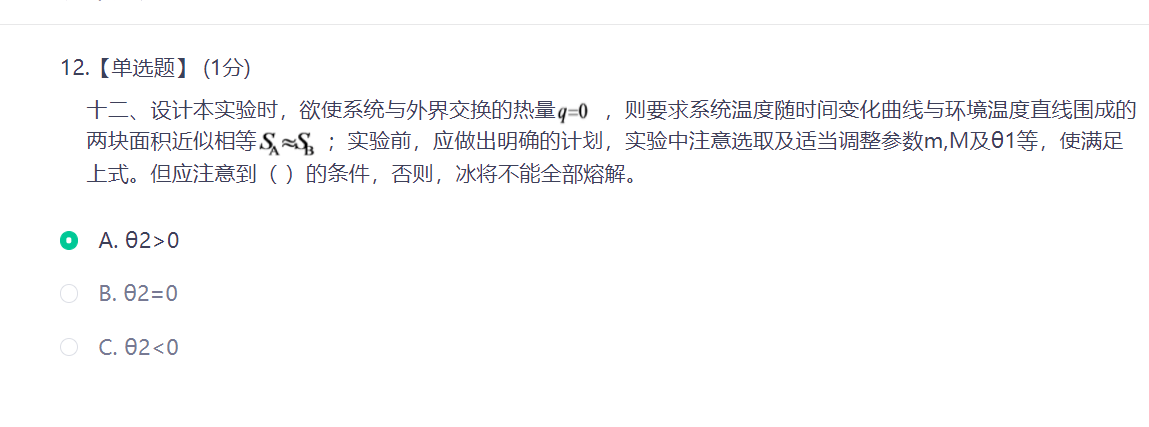 12.【单选题】 (1分)
十二、设计本实验时，欲使系统与外界交换的热量q=0 ，则要求系统温度随时间变化曲线与环境温度直线围成的
两块面积近似相等 S_A≈S_B ；实验前，应做出明确的计划，实验中注意选取及适当调整参数m,M及θ1等，使满足
上式。但应注意到（ ）的条件，否则，冰将不能全部熔解。
A. θ2>0
B. θ2=0
C. θ2<0